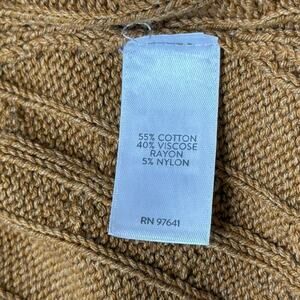 55% COTTON
40% VISCOSE
RAYON
5% NYLON
RN 97641